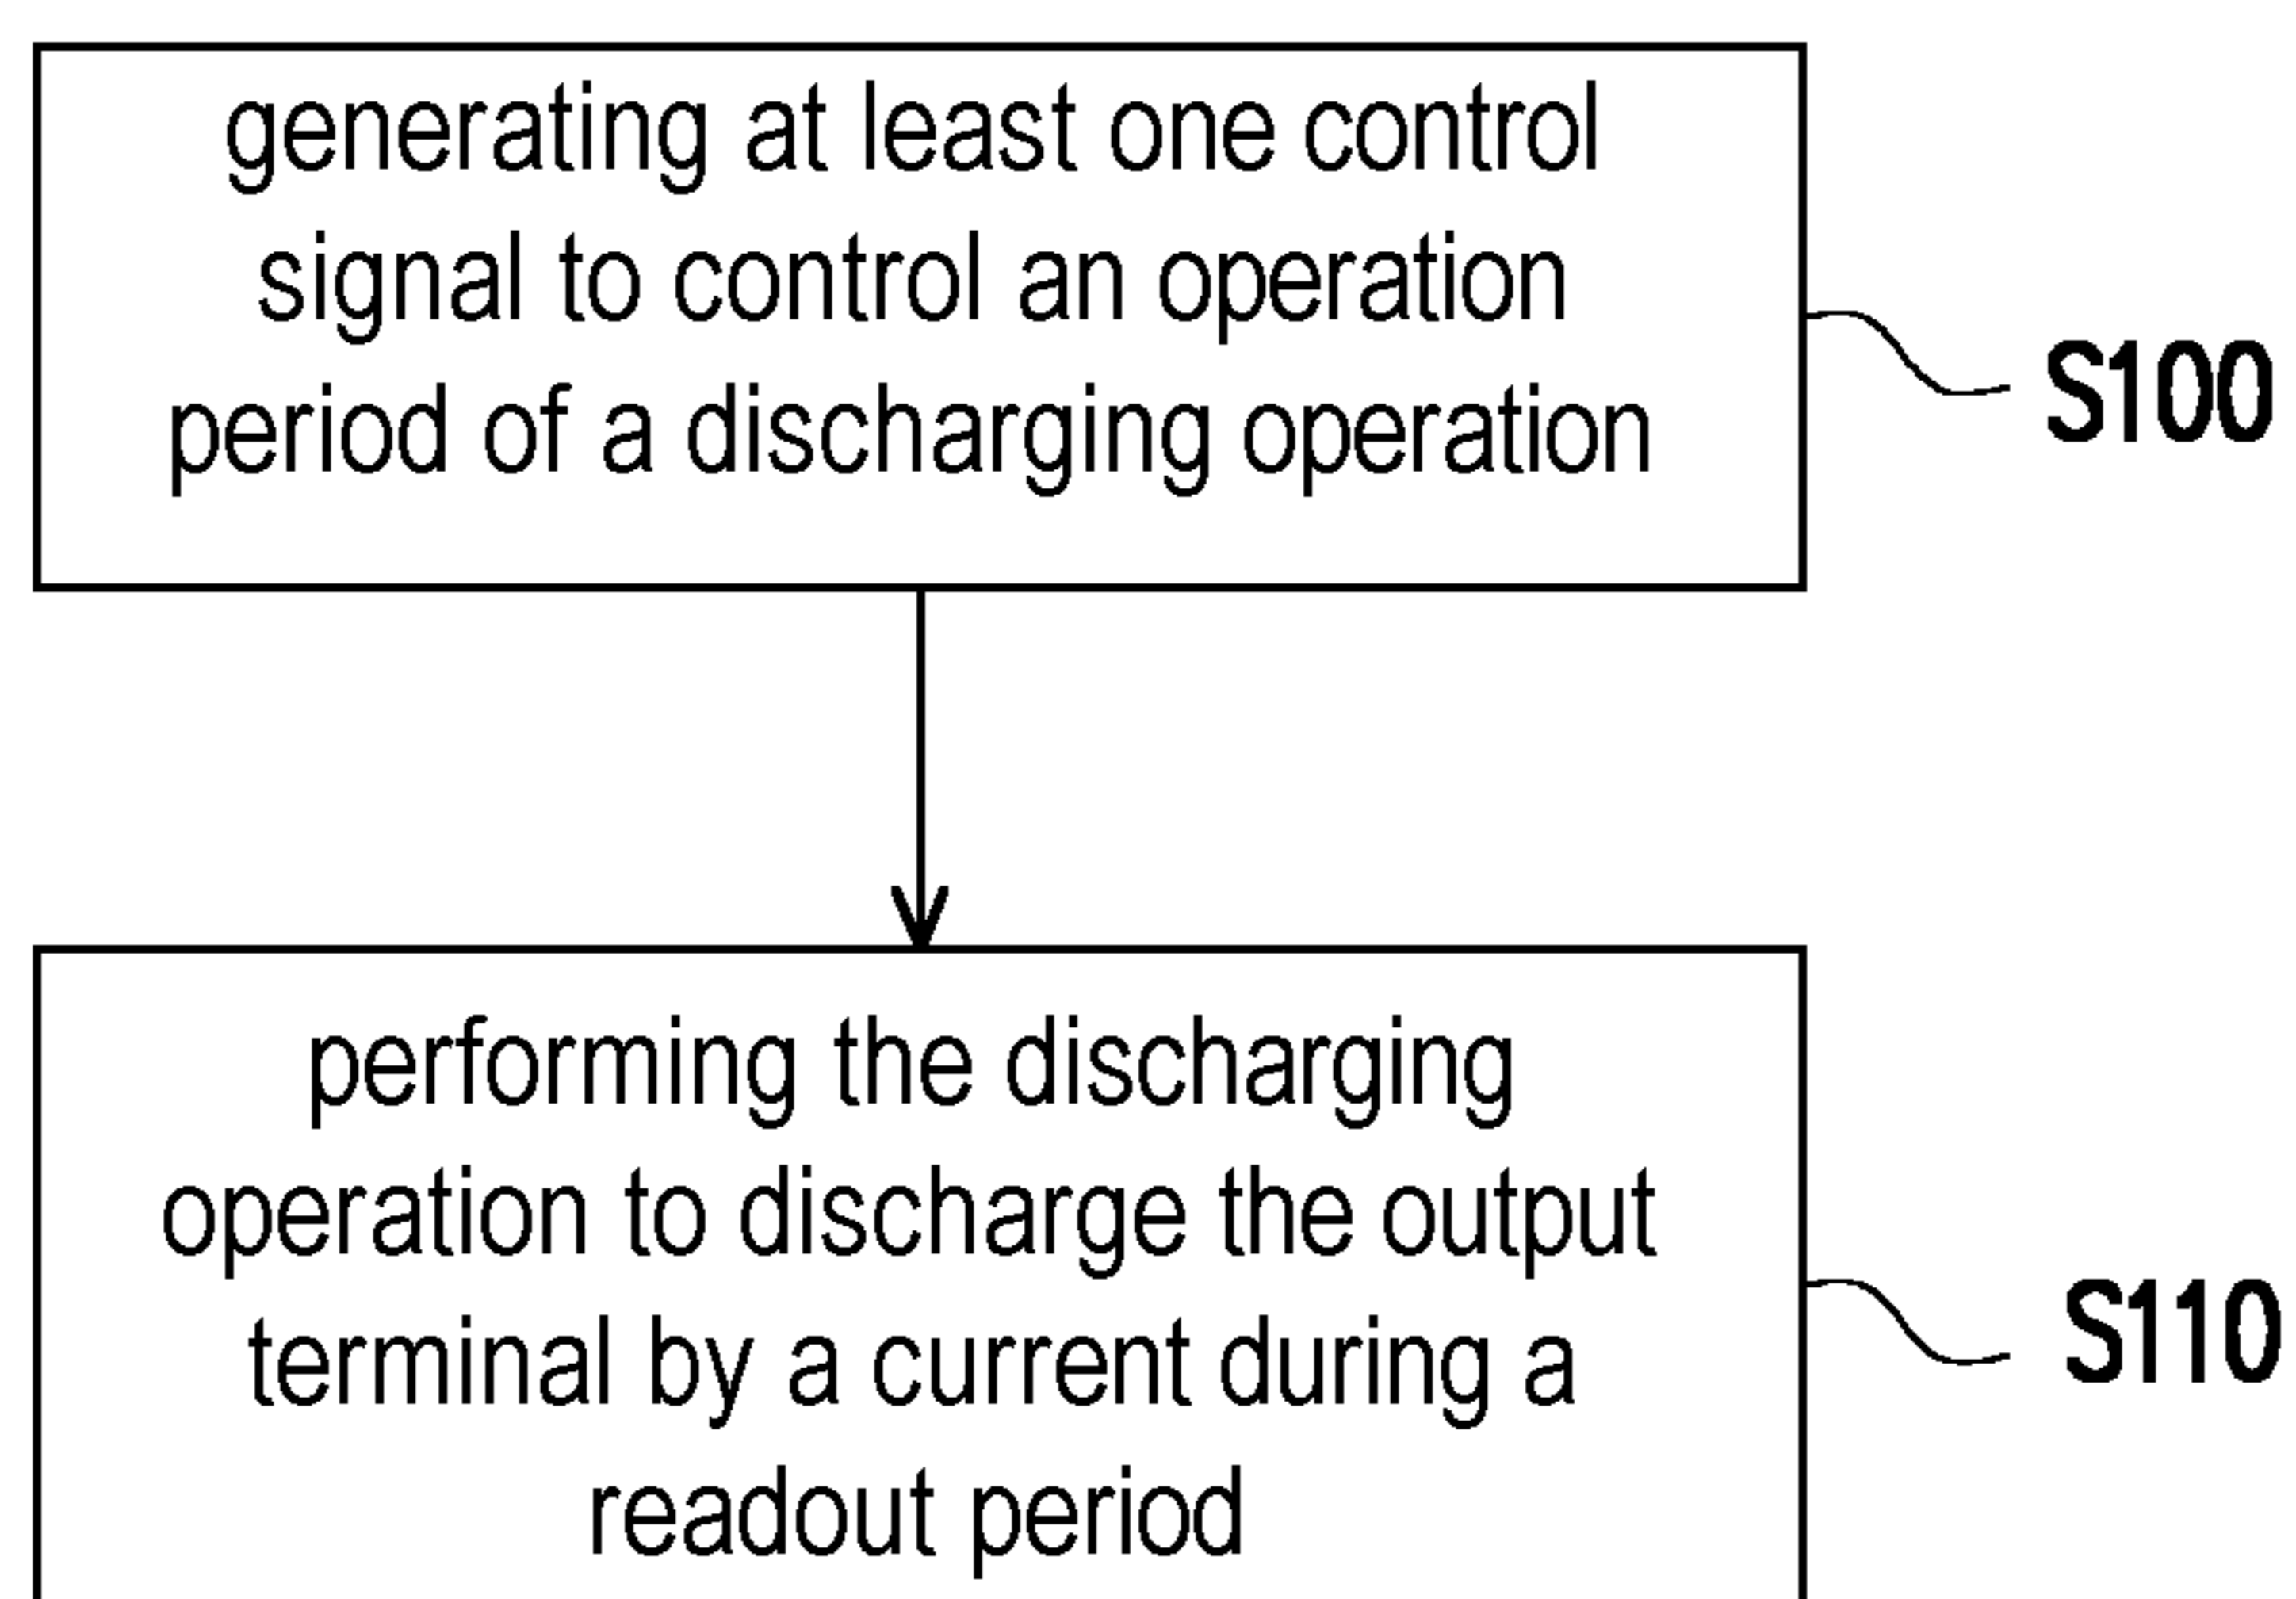 generating at least one control
signal to control an operation
period of a discharging operation
S100
performing the discharging
operation to discharge the output
terminal by a current during a
readout period
S110